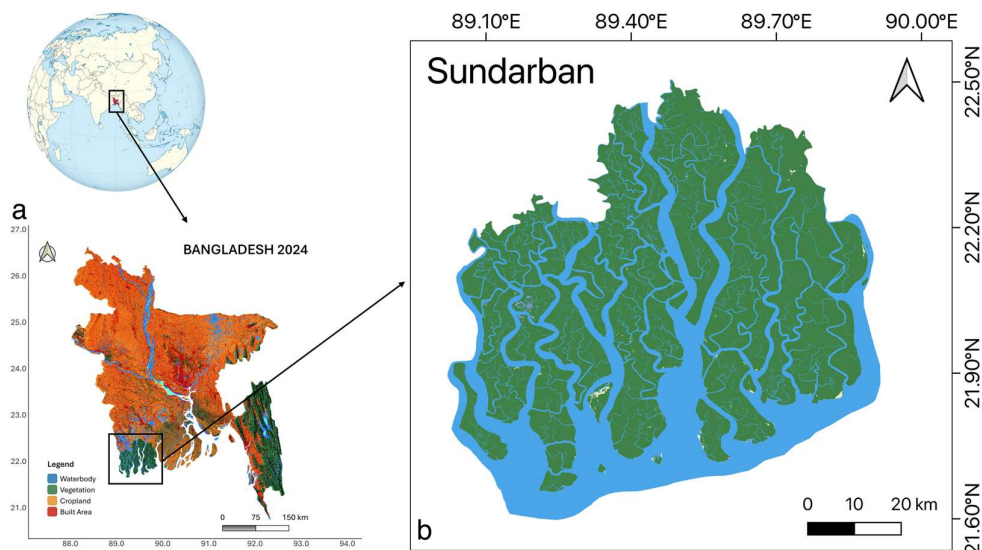 a
BANGLADESH 2024
27.0
26.0
25.0
24.0
23.0
22.0
21.0
Legend
Waterbody
Vegetation
Cropland
Built Area
0 75 150 km
88.0 89.0 90.0 91.0 92.0 93.0 94.0
89.10°E 89.40°E 89.70°E 90.00°E
Sundarban
22.50°N
22.20°N
21.90°N
21.60°N
0 10 20 km
b